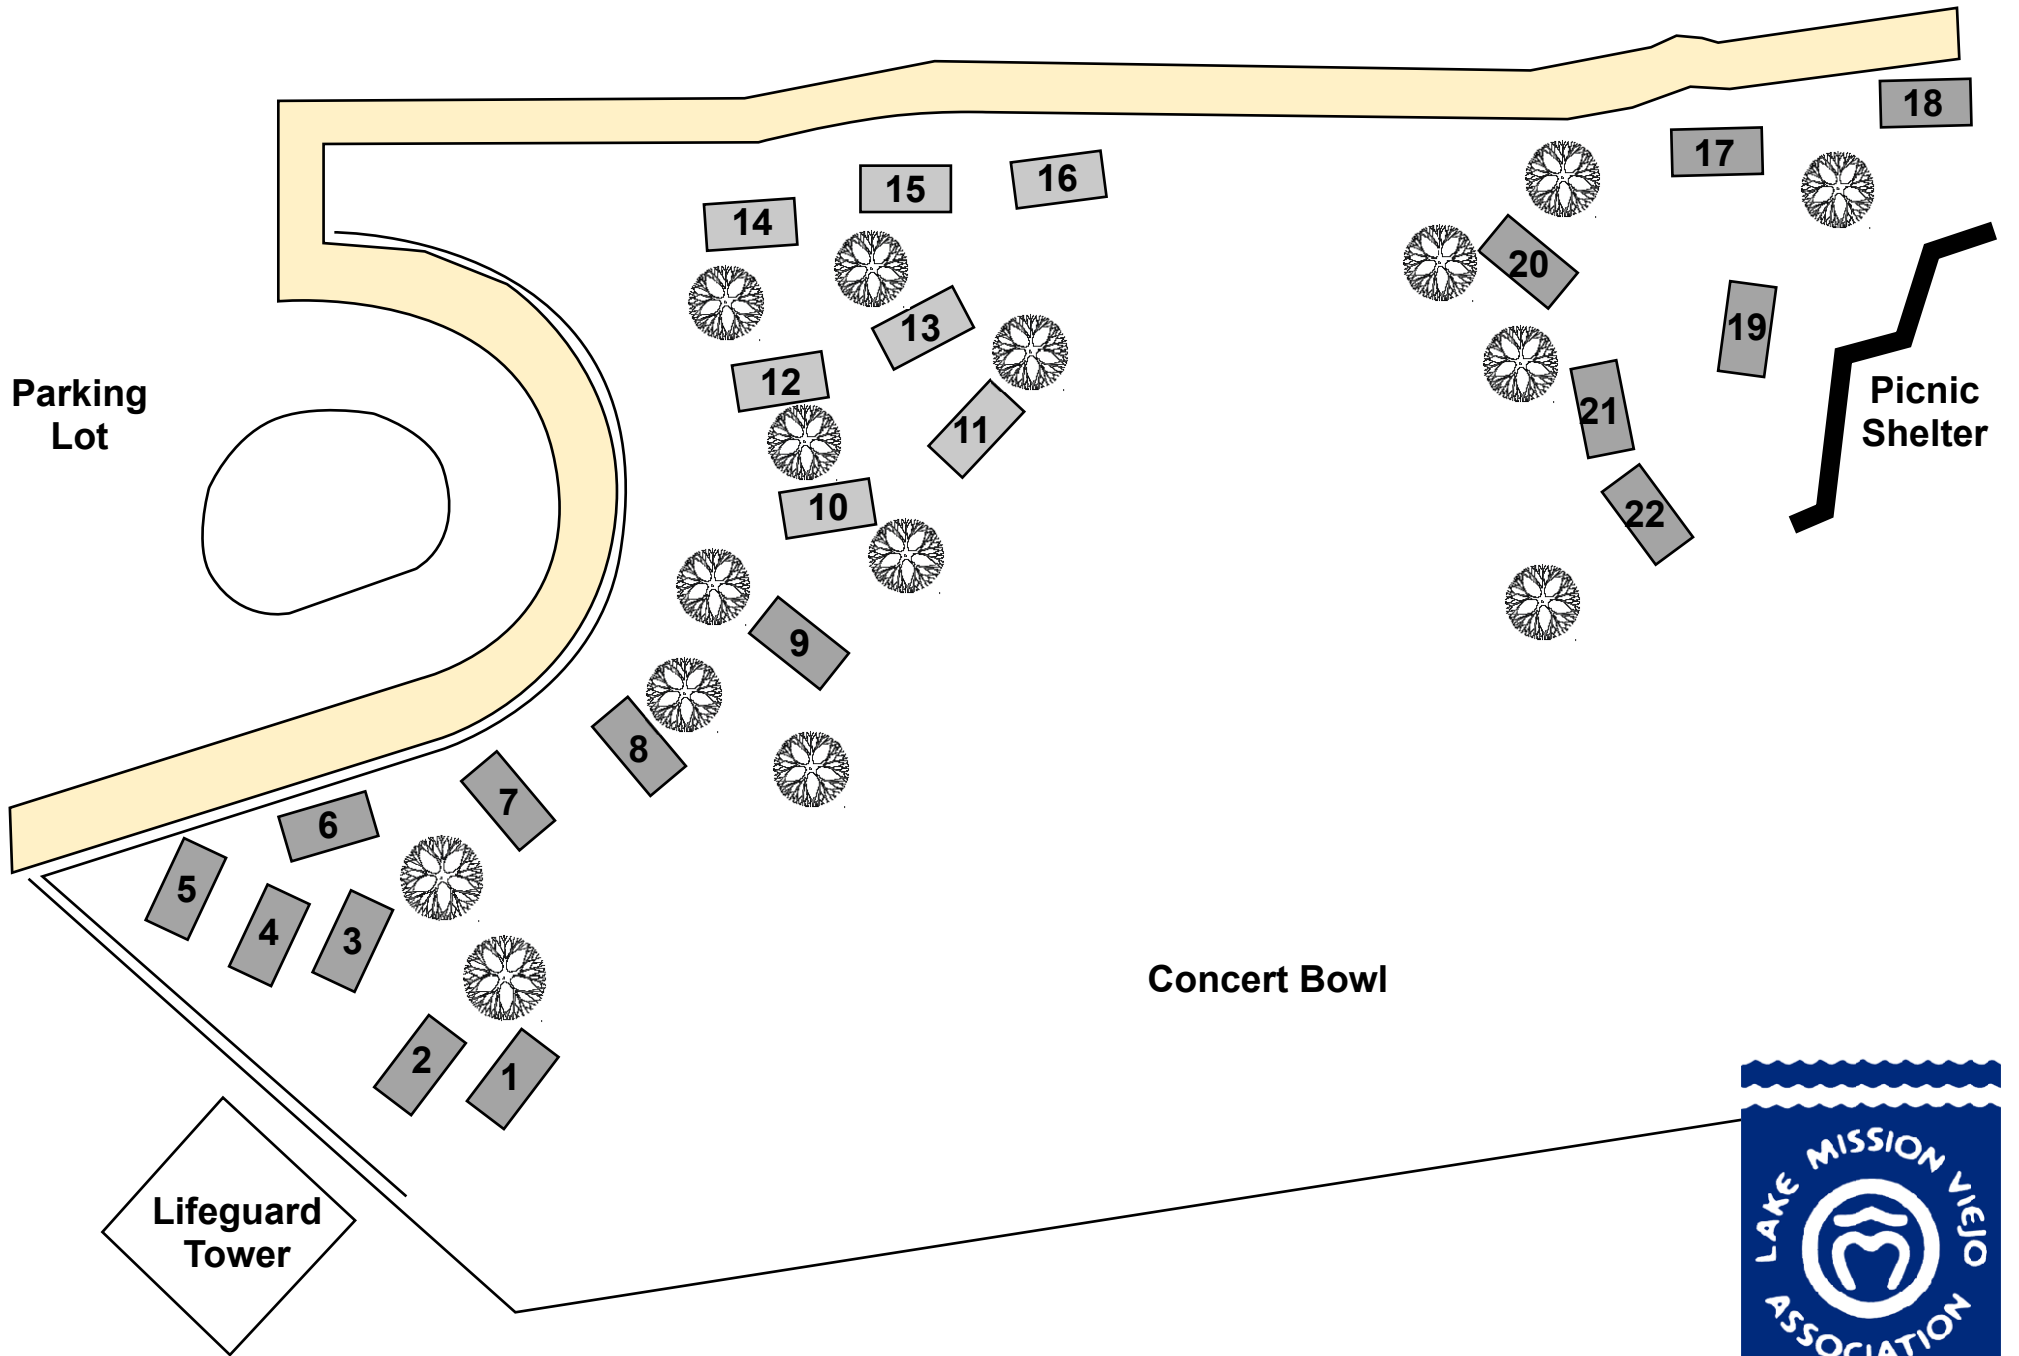 18
17
16
15
14
20
13
19
12
Parking
Lot
Picnic
Shelter
21
11
10
22
9
8
7
6
5
4
3
Concert Bowl
2
1
Lifeguard
Tower
LAKE MISSION VIEJO
ASSOCIATION